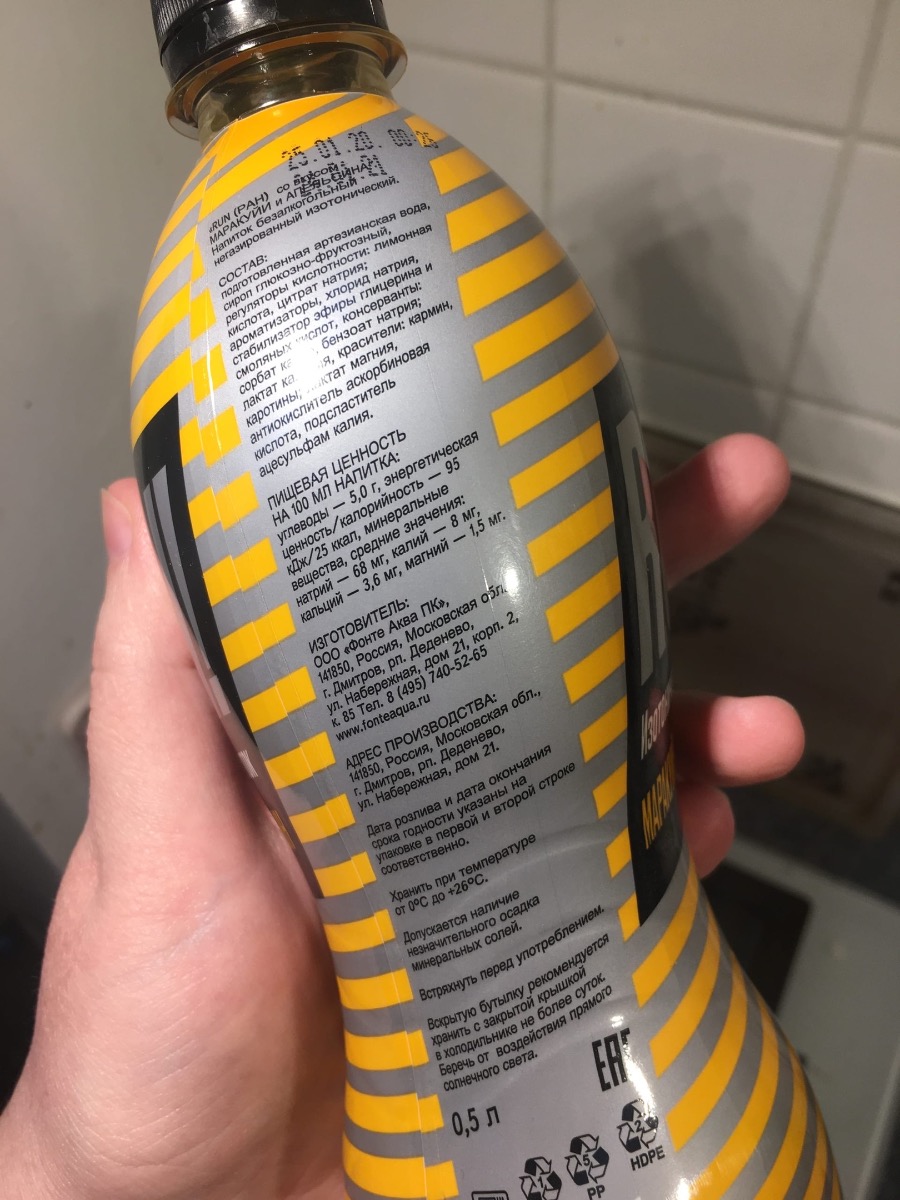 25.01.20.
«RUN (РАН) со вкусом
МАРАКУЙИ и АПЕЛЬСИНА»
Напиток безалкогольный
негазированный изотонический.
СОСТАВ:
подготовленная артезианская вода,
сироп глюкозно-фруктозный,
регуляторы кислотности: лимонная
кислота, цитрат натрия;
ароматизаторы, хлорид натрия,
стабилизатор эфиры глицерина и
смоляных кислот, консерванты:
сорбат бензоат натрия;
лактат красители: кармин,
каротины, лактат магния,
антиокислитель аскорбиновая
кислота, подсластитель
ацесульфам калия.
ПИЩЕВАЯ ЦЕННОСТЬ
НА 100 МЛ НАПИТКА:
углеводы — 5,0 г, энергетическая
ценность/калорийность — 95
кДж/25 ккал, минеральные
вещества, средние значения:
натрий — 68 мг, калий — 8 мг,
кальций — 3,6 мг, магний — 1,5 мг.
ИЗГОТОВИТЕЛЬ:
ООО «Фонте Аква ПК»,
141850, Россия, Московская обл.,
г. Дмитров, рп. Деденево,
ул. Набережная, дом 21, корп. 2,
к. 85 Тел. 8 (495) 740-52-65
www.fonteaqua.ru
АДРЕС ПРОИЗВОДСТВА:
141850, Россия, Московская обл.,
г. Дмитров, рп. Деденево,
ул. Набережная, дом 21.
Дата розлива и дата окончания
срока годности указаны на
упаковке в первой и второй строке
соответственно.
Хранить при температуре
от 0°С до +26°С.
Допускается наличие
незначительного осадка
минеральных солей.
Встряхнуть перед употреблением.
Вскрытую бутылку рекомендуется
хранить с закрытой крышкой
в холодильнике не более суток.
Беречь от воздействия прямого
солнечного света.
EAC
0,5 л
1
5
PP
2
HDPE